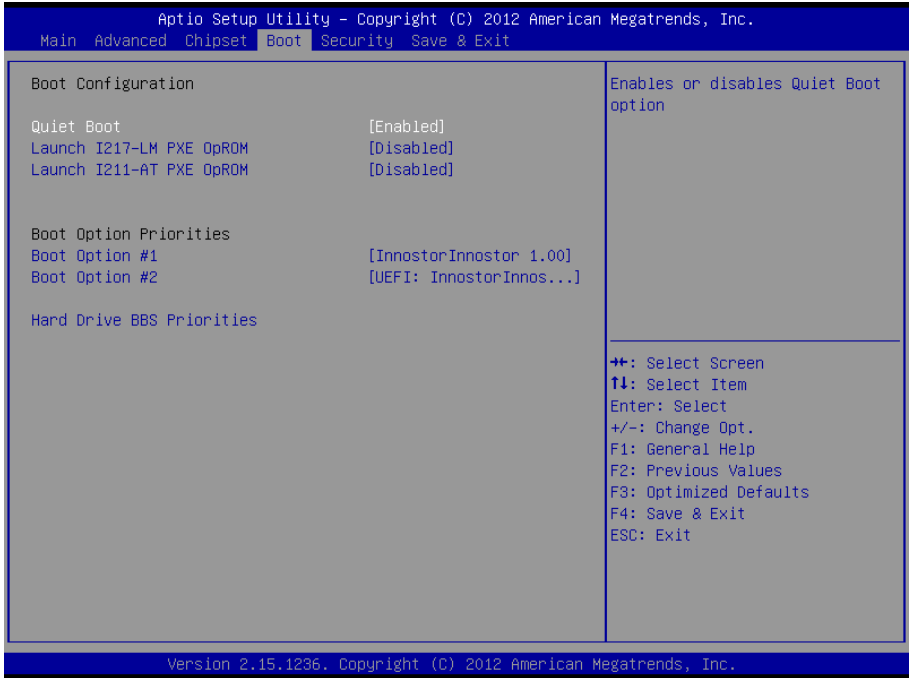 Aptio Setup Utility – Copyright (C) 2012 American Megatrends, Inc.
Main Advanced Chipset Boot Security Save & Exit
Boot Configuration
Quiet Boot [Enabled]
Launch I217-LM PXE OpROM [Disabled]
Launch I211-AT PXE OpROM [Disabled]
Boot Option Priorities
Boot Option #1 [InnostorInnostor 1.00]
Boot Option #2 [UEFI: InnostorInnos...]
Hard Drive BBS Priorities
Enables or disables Quiet Boot
option
→←: Select Screen
↑↓: Select Item
Enter: Select
+/-: Change Opt.
F1: General Help
F2: Previous Values
F3: Optimized Defaults
F4: Save & Exit
ESC: Exit
Version 2.15.1236. Copyright (C) 2012 American Megatrends, Inc.